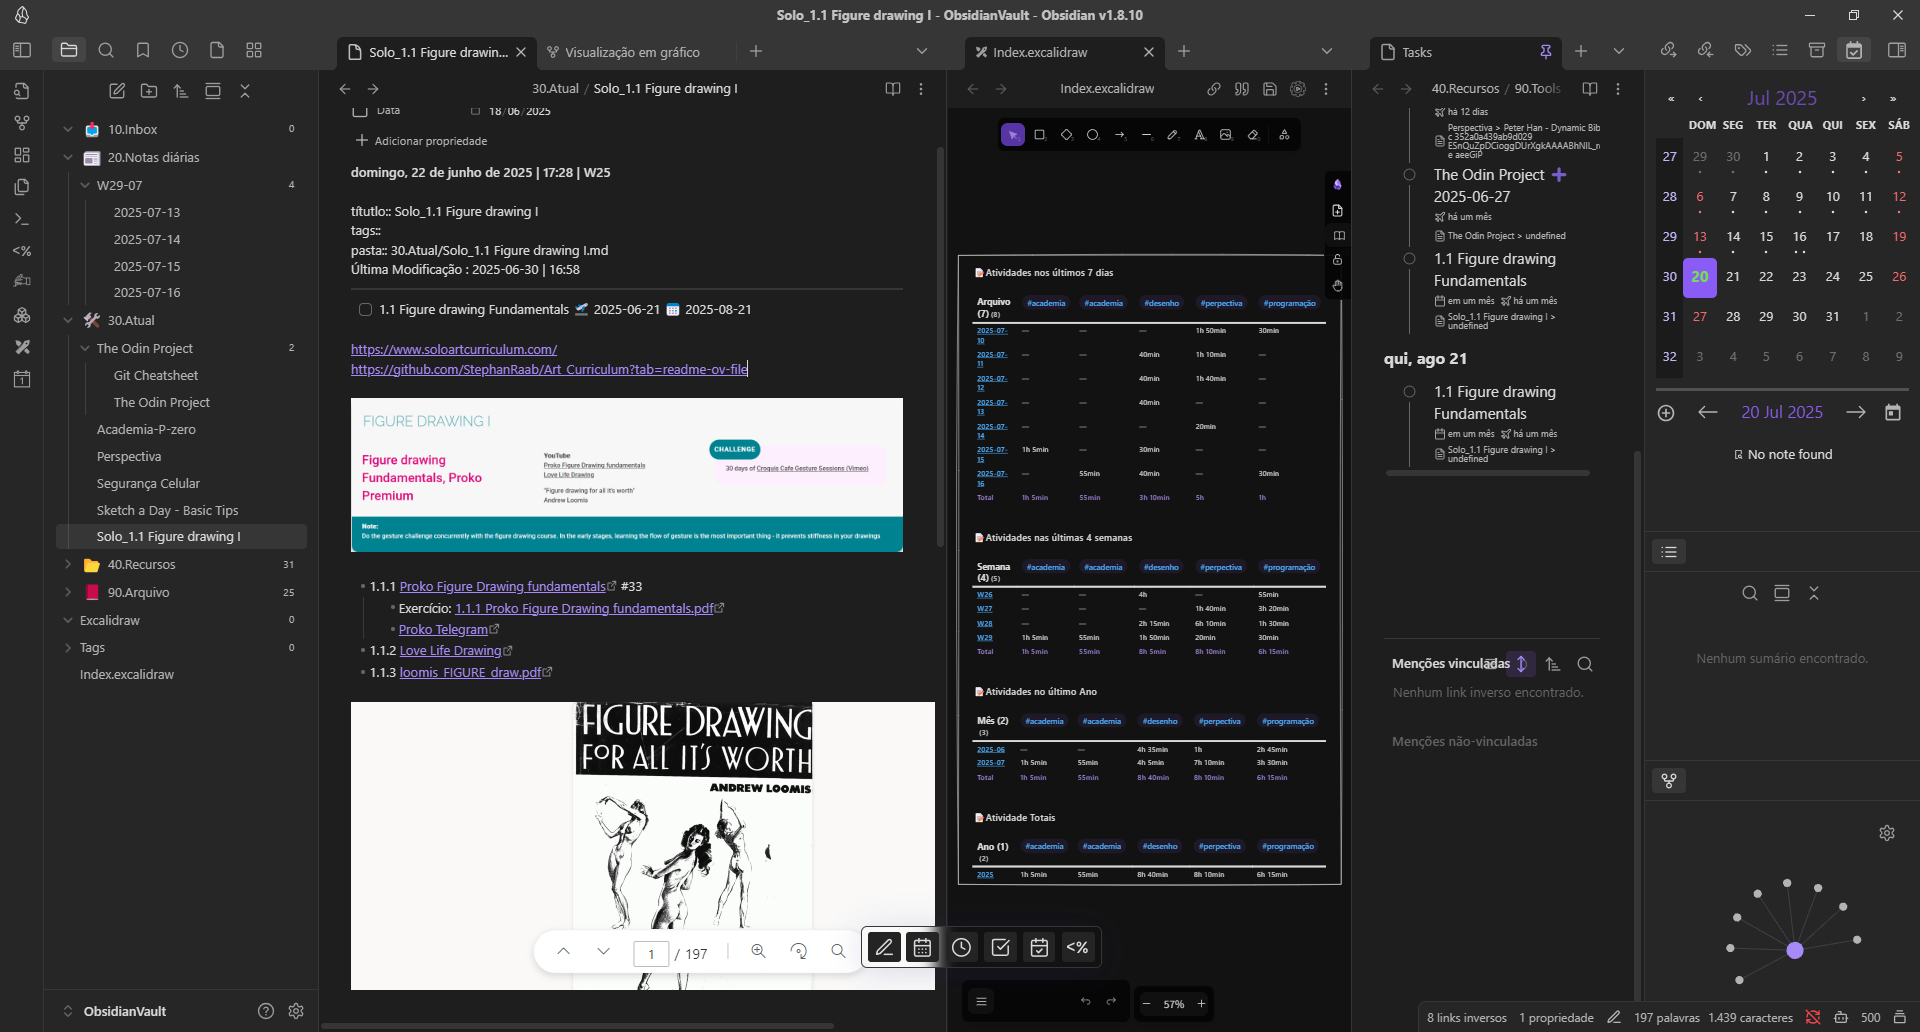 Solo_1.1 Figure drawing I - ObsidianVault - Obsidian v1.8.10
Solo_1.1 Figure drawin...
Visualização em gráfico
Index.excalidraw
Tasks
10.Inbox 0
20.Notas diárias
W29-07 4
2025-07-13
2025-07-14
2025-07-15
2025-07-16
30.Atual
The Odin Project 2
Git Cheatsheet
The Odin Project
Academia-P-zero
Perspectiva
Segurança Celular
Sketch a Day - Basic Tips
Solo_1.1 Figure drawing I
40.Recursos 31
90.Arquivo 25
Excalidraw 0
Tags 0
Index.excalidraw
ObsidianVault
30.Atual / Solo_1.1 Figure drawing I
Data 18/06/2025
Adicionar propriedade
domingo, 22 de junho de 2025 | 17:28 | W25
títutlo:: Solo_1.1 Figure drawing I
tags::
pasta:: 30.Atual/Solo_1.1 Figure drawing I.md
Última Modificação : 2025-06-30 | 16:58
1.1 Figure drawing Fundamentals 🛫 2025-06-21 📅 2025-08-21
https://www.soloartcurriculum.com/
https://github.com/StephanRaab/Art_Curriculum?tab=readme-ov-file
FIGURE DRAWING I
Figure drawing
Fundamentals, Proko
Premium
YouTube
Proko Figure Drawing fundamentals
Love Life Drawing
"Figure drawing for all it's worth"
Andrew Loomis
CHALLENGE
30 days of Croquis Cafe Gesture Sessions (Vimeo)
Note:
Do the gesture challenge concurrently with the figure drawing course. In the early stages, learning the flow of gesture is the most important thing - it prevents stiffness in your drawings
1.1.1 Proko Figure Drawing fundamentals #33
Exercício: 1.1.1 Proko Figure Drawing fundamentals.pdf
Proko Telegram
1.1.2 Love Life Drawing
1.1.3 loomis_FIGURE_draw.pdf
FIGURE DRAWING
FOR ALL IT'S WORTH
ANDREW LOOMIS
1 / 197
<%
Index.excalidraw
Atividades nos últimos 7 dias
Arquivo (7) (8) #academia #academia #desenho #perpectiva #programação
2025-07-10 — — — 1h 50min 30min
2025-07-11 — — 40min 1h 10min —
2025-07-12 — — 40min 1h 40min —
2025-07-13 — — 40min — —
2025-07-14 — — — 20min —
2025-07-15 1h 5min — 30min — —
2025-07-16 — 55min 40min — 30min
Total 1h 5min 55min 3h 10min 5h 1h
Atividades nas últimas 4 semanas
Semana (4) (5) #academia #academia #desenho #perpectiva #programação
W26 — — 4h — 55min
W27 — — — 1h 40min 3h 20min
W28 — — 2h 15min 6h 10min 1h 30min
W29 1h 5min 55min 1h 50min 20min 30min
Total 1h 5min 55min 8h 5min 8h 10min 6h 15min
Atividades no último Ano
Mês (2) (3) #academia #academia #desenho #perpectiva #programação
2025-06 — — 4h 35min 1h 2h 45min
2025-07 1h 5min 55min 4h 5min 7h 10min 3h 30min
Total 1h 5min 55min 8h 40min 8h 10min 6h 15min
Atividade Totais
Ano (1) (2) #academia #academia #desenho #perpectiva #programação
2025 1h 5min 55min 8h 40min 8h 10min 6h 15min
57%
40.Recursos / 90.Tools
há 12 dias
Perspectiva > Peter Han - Dynamic Bib
The Odin Project ➕
2025-06-27
há um mês
The Odin Project > undefined
1.1 Figure drawing
Fundamentals
em um mês há um mês
Solo_1.1 Figure drawing I >
undefined
qui, ago 21
1.1 Figure drawing
Fundamentals
em um mês há um mês
Solo_1.1 Figure drawing I >
undefined
Menções vinculadas
Nenhum link inverso encontrado.
Menções não-vinculadas
Jul 2025
DOM SEG TER QUA QUI SEX SÁB
27 29 30 1 2 3 4 5
28 6 7 8 9 10 11 12
29 13 14 15 16 17 18 19
30 20 21 22 23 24 25 26
31 27 28 29 30 31 1 2
32 3 4 5 6 7 8 9
20 Jul 2025
No note found
Nenhum sumário encontrado.
8 links inversos 1 propriedade 197 palavras 1.439 caracteres 500